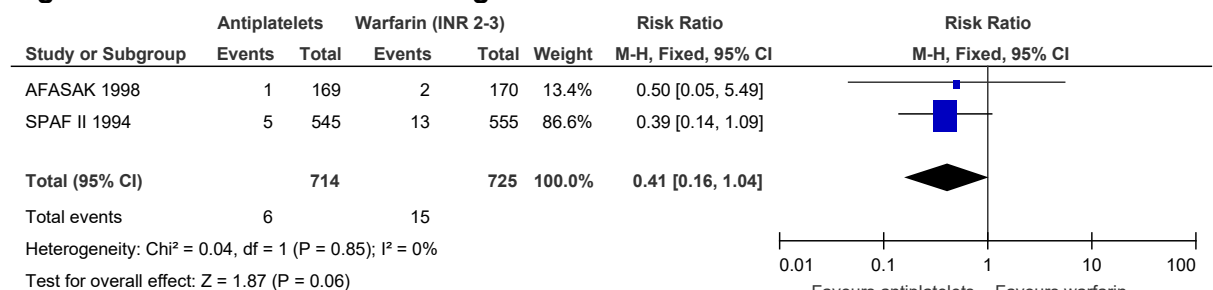 Antiplatelets Warfarin (INR 2-3) Risk Ratio Risk Ratio
Study or Subgroup Events Total Events Total Weight M-H, Fixed, 95% CI M-H, Fixed, 95% CI
AFASAK 1998 1 169 2 170 13.4% 0.50 [0.05, 5.49]
SPAF II 1994 5 545 13 555 86.6% 0.39 [0.14, 1.09]
Total (95% CI) 714 725 100.0% 0.41 [0.16, 1.04]
Total events 6 15
Heterogeneity: Chi² = 0.04, df = 1 (P = 0.85); I² = 0%
0.01 0.1 1 10 100
Test for overall effect: Z = 1.87 (P = 0.06)
Favours antiplatelets Favours warfarin